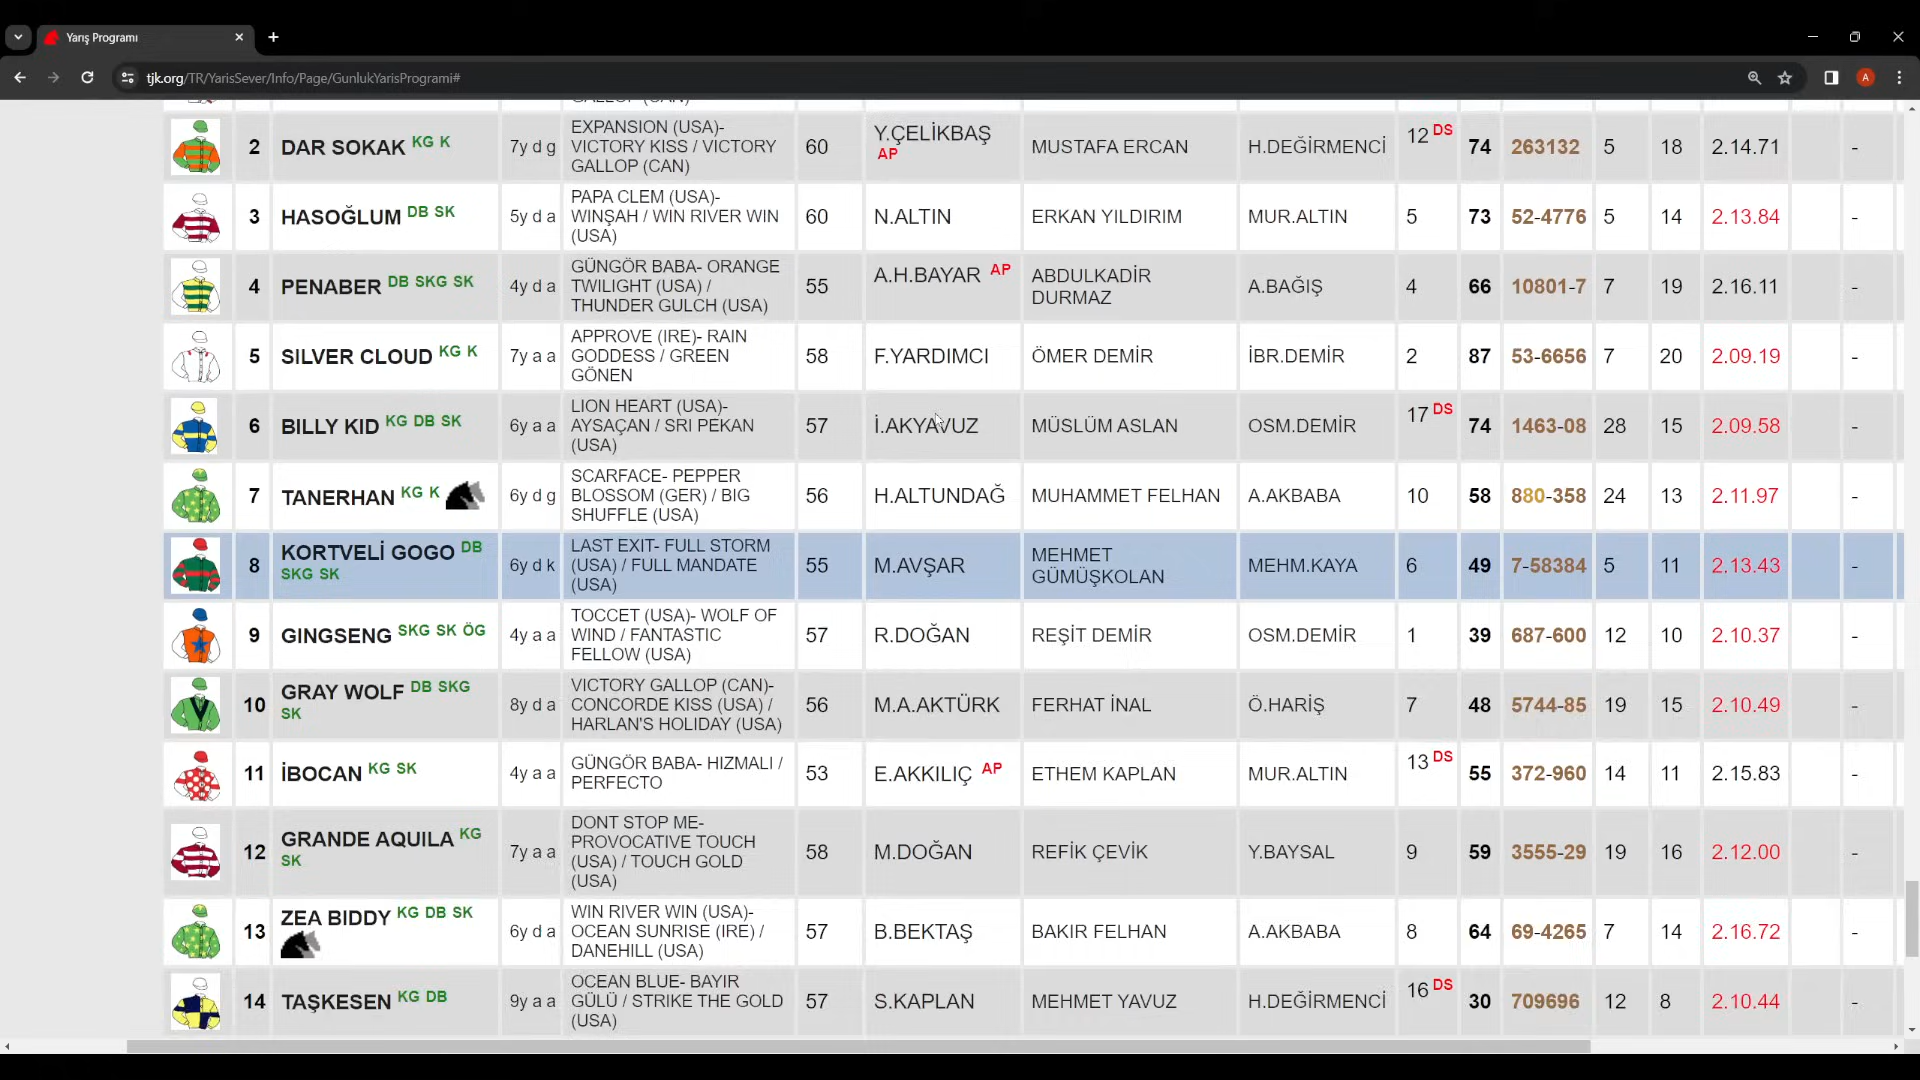 Yarış Programı
tjk.org/TR/YarisSever/Info/Page/GunlukYarisProgrami#
A
GALLOP (CAN)
2 DAR SOKAK KG K 7y d g EXPANSION (USA)- VICTORY KISS / VICTORY GALLOP (CAN) 60 Y.ÇELİKBAŞ AP MUSTAFA ERCAN H.DEĞİRMENCİ 12 DS 74 263132 5 18 2.14.71 -
3 HASOĞLUM DB SK 5y d a PAPA CLEM (USA)- WINŞAH / WIN RIVER WIN (USA) 60 N.ALTIN ERKAN YILDIRIM MUR.ALTIN 5 73 52-4776 5 14 2.13.84 -
4 PENABER DB SKG SK 4y d a GÜNGÖR BABA- ORANGE TWILIGHT (USA) / THUNDER GULCH (USA) 55 A.H.BAYAR AP ABDULKADİR DURMAZ A.BAĞIŞ 4 66 10801-7 7 19 2.16.11 -
5 SILVER CLOUD KG K 7y a a APPROVE (IRE)- RAIN GODDESS / GREEN GÖNEN 58 F.YARDIMCI ÖMER DEMİR İBR.DEMİR 2 87 53-6656 7 20 2.09.19 -
6 BILLY KID KG DB SK 6y a a LION HEART (USA)- AYSAÇAN / SRI PEKAN (USA) 57 İ.AKYAVUZ MÜSLÜM ASLAN OSM.DEMİR 17 DS 74 1463-08 28 15 2.09.58 -
7 TANERHAN KG K 6y d g SCARFACE- PEPPER BLOSSOM (GER) / BIG SHUFFLE (USA) 56 H.ALTUNDAĞ MUHAMMET FELHAN A.AKBABA 10 58 880-358 24 13 2.11.97 -
8 KORTVELİ GOGO DB SKG SK 6y d k LAST EXIT- FULL STORM (USA) / FULL MANDATE (USA) 55 M.AVŞAR MEHMET GÜMÜŞKOLAN MEHM.KAYA 6 49 7-58384 5 11 2.13.43 -
9 GINGSENG SKG SK ÖG 4y a a TOCCET (USA)- WOLF OF WIND / FANTASTIC FELLOW (USA) 57 R.DOĞAN REŞİT DEMİR OSM.DEMİR 1 39 687-600 12 10 2.10.37 -
10 GRAY WOLF DB SKG SK 8y d a VICTORY GALLOP (CAN)- CONCORDE KISS (USA) / HARLAN'S HOLIDAY (USA) 56 M.A.AKTÜRK FERHAT İNAL Ö.HARİŞ 7 48 5744-85 19 15 2.10.49 -
11 İBOCAN KG SK 4y a a GÜNGÖR BABA- HIZMALI / PERFECTO 53 E.AKKILIÇ AP ETHEM KAPLAN MUR.ALTIN 13 DS 55 372-960 14 11 2.15.83 -
12 GRANDE AQUILA KG SK 7y a a DONT STOP ME- PROVOCATIVE TOUCH (USA) / TOUCH GOLD (USA) 58 M.DOĞAN REFİK ÇEVİK Y.BAYSAL 9 59 3555-29 19 16 2.12.00 -
13 ZEA BIDDY KG DB SK 6y d a WIN RIVER WIN (USA)- OCEAN SUNRISE (IRE) / DANEHILL (USA) 57 B.BEKTAŞ BAKIR FELHAN A.AKBABA 8 64 69-4265 7 14 2.16.72 -
14 TAŞKESEN KG DB 9y a a OCEAN BLUE- BAYIR GÜLÜ / STRIKE THE GOLD (USA) 57 S.KAPLAN MEHMET YAVUZ H.DEĞİRMENCİ 16 DS 30 709696 12 8 2.10.44 -